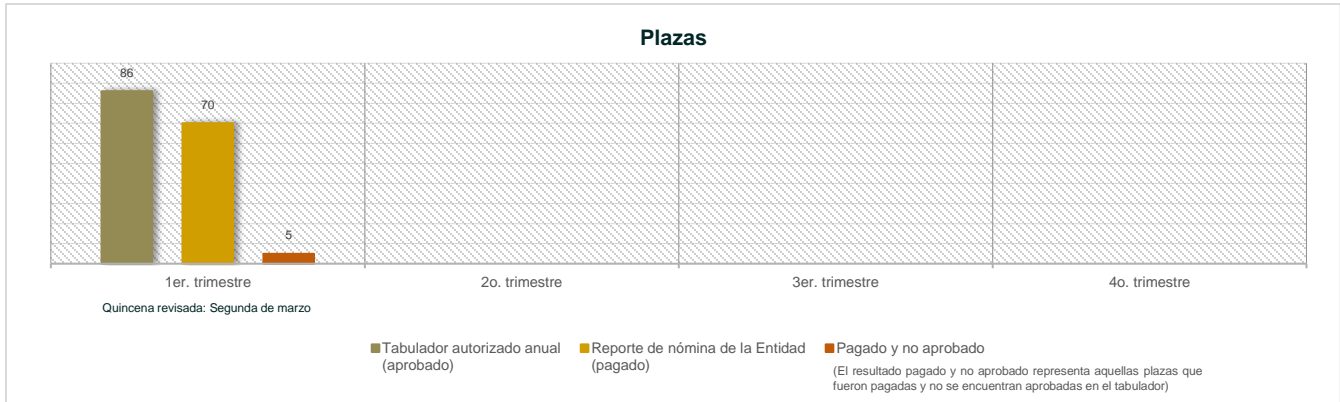 Plazas
86
70
5
1er. trimestre
2o. trimestre
3er. trimestre
4o. trimestre
Quincena revisada: Segunda de marzo
Tabulador autorizado anual
(aprobado)
Reporte de nómina de la Entidad
(pagado)
Pagado y no aprobado
(El resultado pagado y no aprobado representa aquellas plazas que
fueron pagadas y no se encuentran aprobadas en el tabulador)